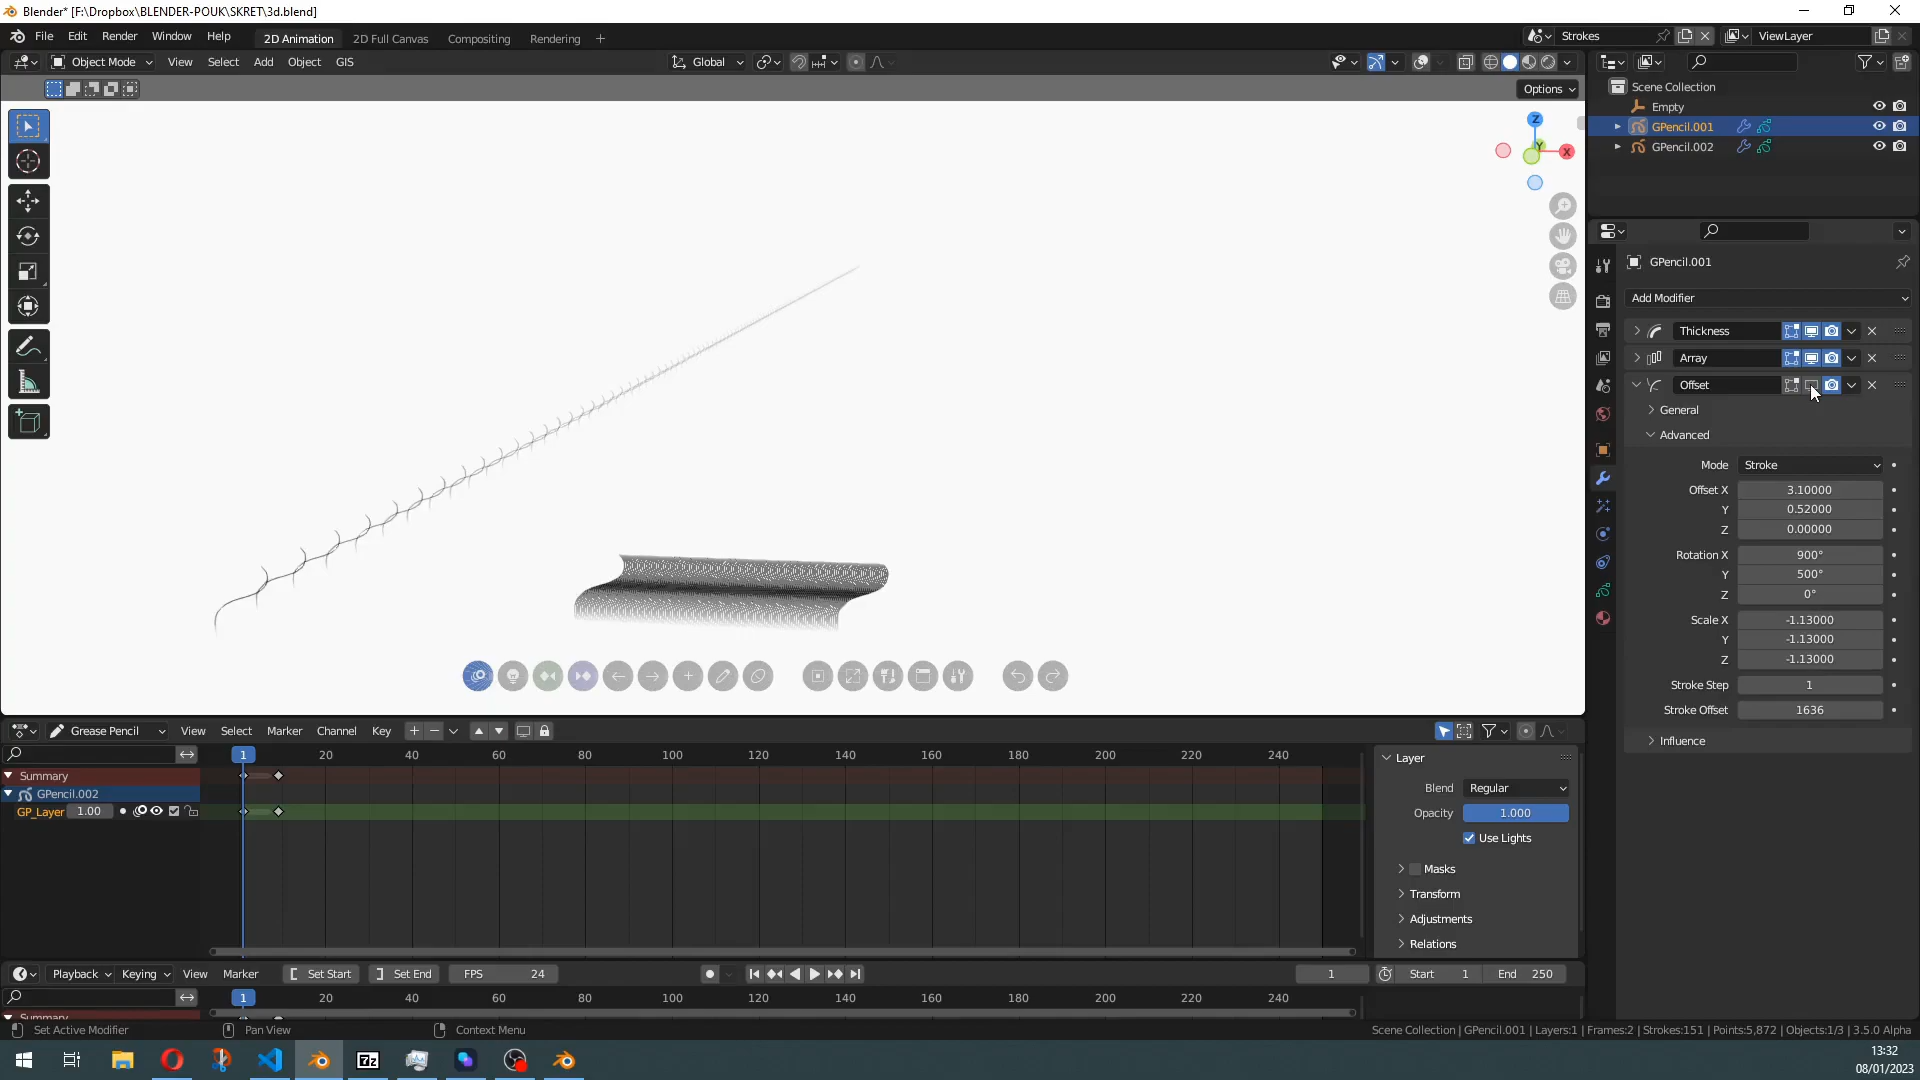 Blender* [F:\Dropbox\BLENDER-POUK\SKRET\3d.blend]
File Edit Render Window Help 2D Animation 2D Full Canvas Compositing Rendering + Strokes ViewLayer
Object Mode View Select Add Object GIS Global
Options
Z
Y
X
Scene Collection
Empty
GPencil.001
GPencil.002
GPencil.001
Add Modifier
Thickness
Array
Offset
General
Advanced
Mode Stroke
Offset X 3.10000
Y 0.52000
Z 0.00000
Rotation X 900°
Y 500°
Z 0°
Scale X -1.13000
Y -1.13000
Z -1.13000
Stroke Step 1
Stroke Offset 1636
Influence
Grease Pencil View Select Marker Channel Key
1 20 40 60 80 100 120 140 160 180 200 220 240
Summary
GPencil.002
GP_Layer 1.00
Layer
Blend Regular
Opacity 1.000
Use Lights
Masks
Transform
Adjustments
Relations
Playback Keying View Marker Set Start Set End FPS 24 1 Start 1 End 250
1 20 40 60 80 100 120 140 160 180 200 220 240
Summary
Set Active Modifier Pan View Context Menu Scene Collection | GPencil.001 | Layers:1 | Frames:2 | Strokes:151 | Points:5,872 | Objects:1/3 | 3.5.0 Alpha
7z
13:32
08/01/2023